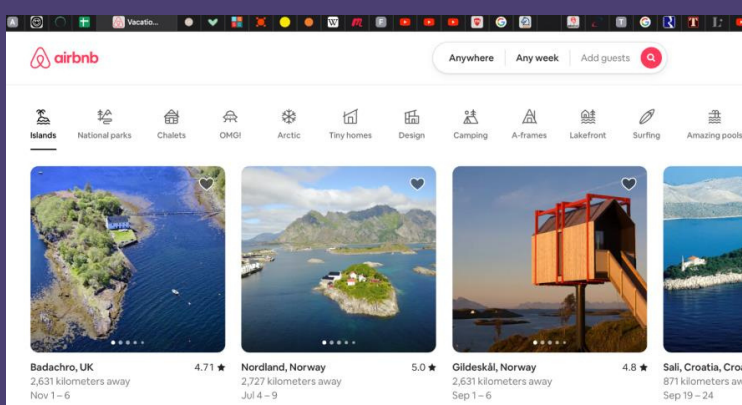 Vacatio...
airbnb
Anywhere Any week Add guests
Islands National parks Chalets OMG! Arctic Tiny homes Design Camping A-frames Lakefront Surfing Amazing pools
Badachro, UK 4.71 ★ Nordland, Norway 5.0 ★ Gildeskål, Norway 4.8 ★ Sali, Croatia, Croa
2,631 kilometers away 2,727 kilometers away 2,631 kilometers away 871 kilometers aw
Nov 1 – 6 Jul 4 – 9 Sep 1 – 6 Sep 19 – 24